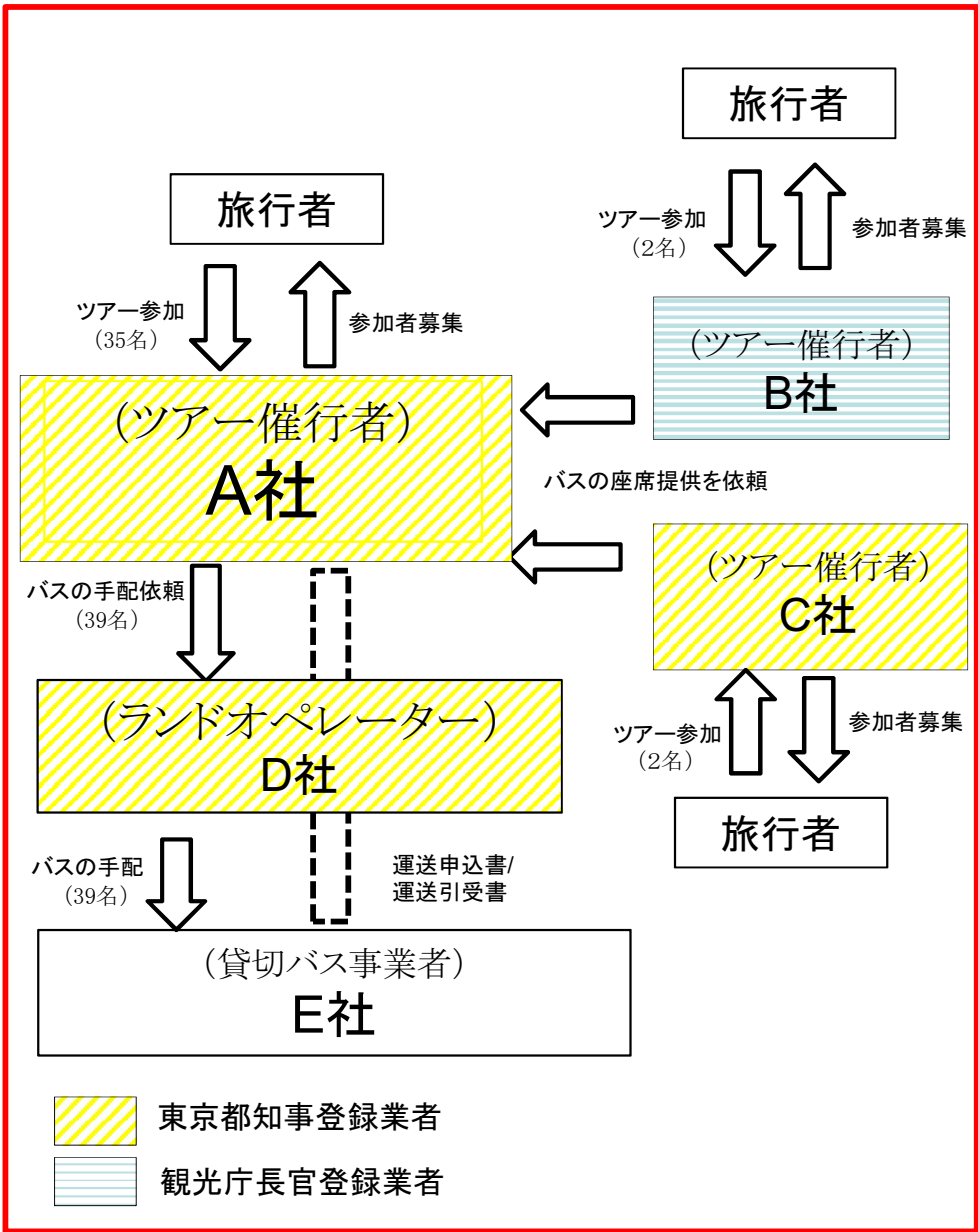 旅行者
ツアー参加
（2名）
参加者募集
旅行者
ツアー参加
（35名）
参加者募集
（ツアー催行者）
B社
（ツアー催行者）
A社
バスの座席提供を依頼
（ツアー催行者）
C社
バスの手配依頼
（39名）
（ランドオペレーター）
D社
ツアー参加
（2名）
参加者募集
旅行者
バスの手配
（39名）
運送申込書/
運送引受書
（貸切バス事業者）
E社
東京都知事登録業者
観光庁長官登録業者